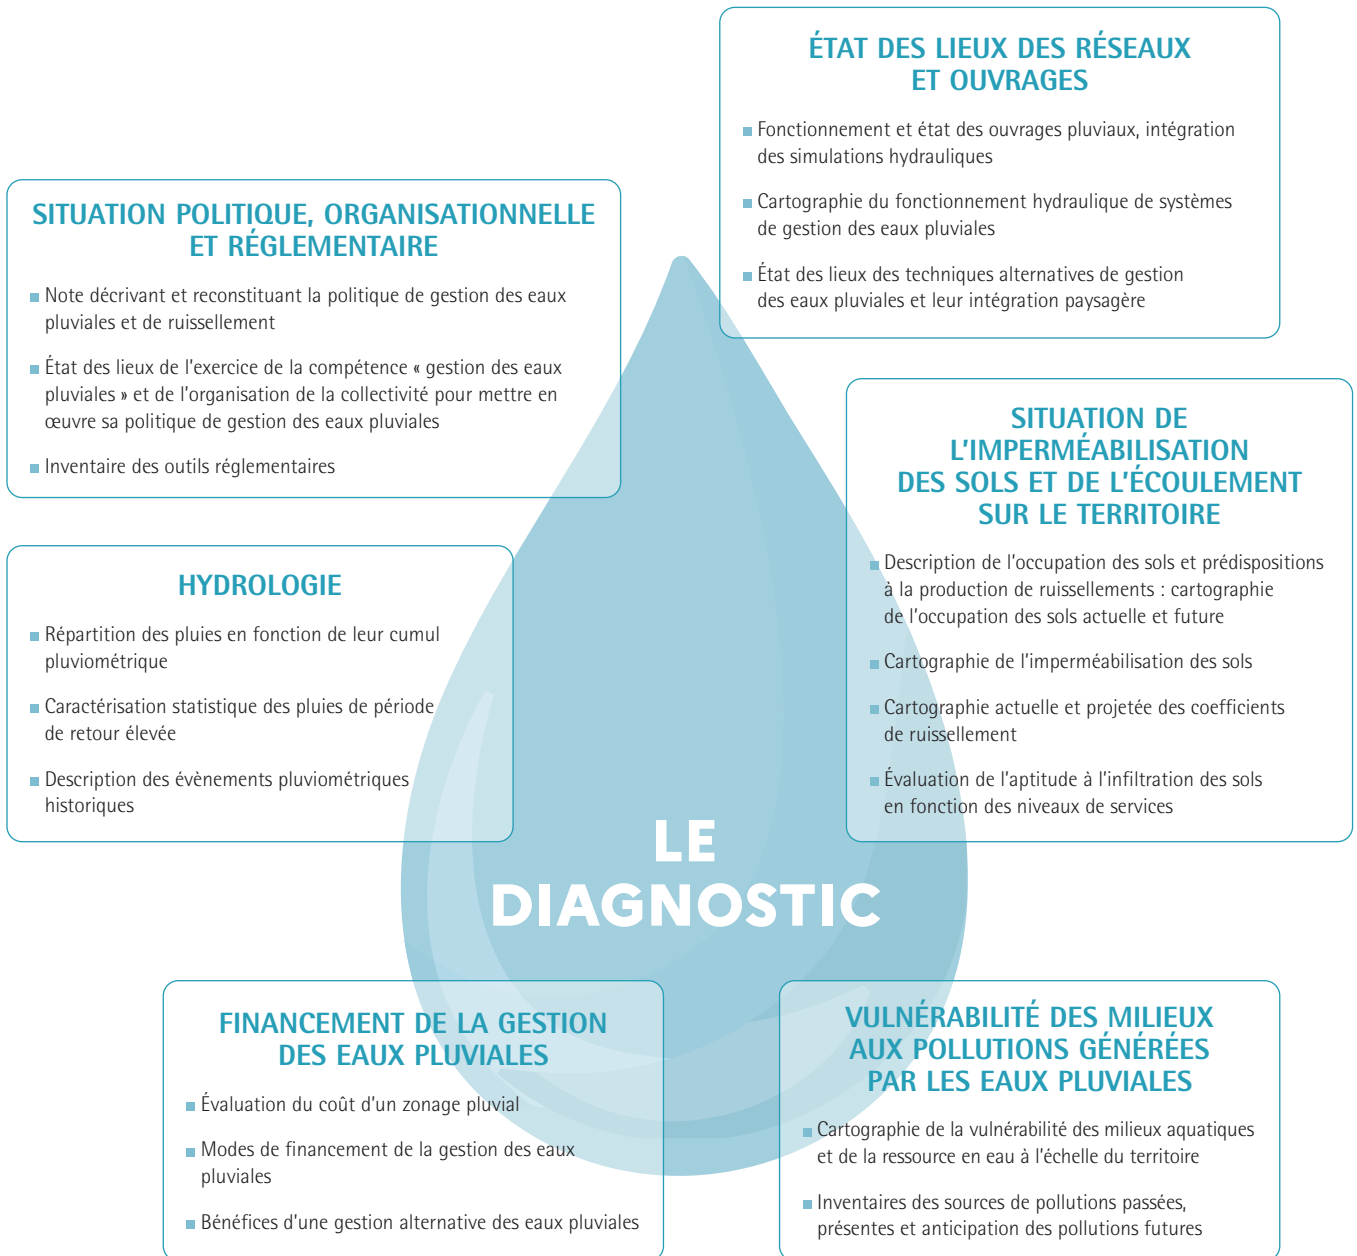 ÉTAT DES LIEUX DES RÉSEAUX
ET OUVRAGES
■ Fonctionnement et état des ouvrages pluviaux, intégration
des simulations hydrauliques
■ Cartographie du fonctionnement hydraulique de systèmes
de gestion des eaux pluviales
■ État des lieux des techniques alternatives de gestion
des eaux pluviales et leur intégration paysagère
SITUATION POLITIQUE, ORGANISATIONNELLE
ET RÉGLEMENTAIRE
■ Note décrivant et reconstituant la politique de gestion des eaux
pluviales et de ruissellement
■ État des lieux de l'exercice de la compétence « gestion des eaux
pluviales » et de l'organisation de la collectivité pour mettre en
œuvre sa politique de gestion des eaux pluviales
■ Inventaire des outils réglementaires
SITUATION DE
L'IMPERMÉABILISATION
DES SOLS ET DE L'ÉCOULEMENT
SUR LE TERRITOIRE
■ Description de l'occupation des sols et prédispositions
à la production de ruissellements : cartographie
de l'occupation des sols actuelle et future
■ Cartographie de l'imperméabilisation des sols
■ Cartographie actuelle et projetée des coefficients
de ruissellement
■ Évaluation de l'aptitude à l'infiltration des sols
en fonction des niveaux de services
HYDROLOGIE
■ Répartition des pluies en fonction de leur cumul
pluviométrique
■ Caractérisation statistique des pluies de période
de retour élevée
■ Description des évènements pluviométriques
historiques
LE
DIAGNOSTIC
FINANCEMENT DE LA GESTION
DES EAUX PLUVIALES
■ Évaluation du coût d'un zonage pluvial
■ Modes de financement de la gestion des eaux
pluviales
■ Bénéfices d'une gestion alternative des eaux pluviales
VULNÉRABILITÉ DES MILIEUX
AUX POLLUTIONS GÉNÉRÉES
PAR LES EAUX PLUVIALES
■ Cartographie de la vulnérabilité des milieux aquatiques
et de la ressource en eau à l'échelle du territoire
■ Inventaires des sources de pollutions passées,
présentes et anticipation des pollutions futures